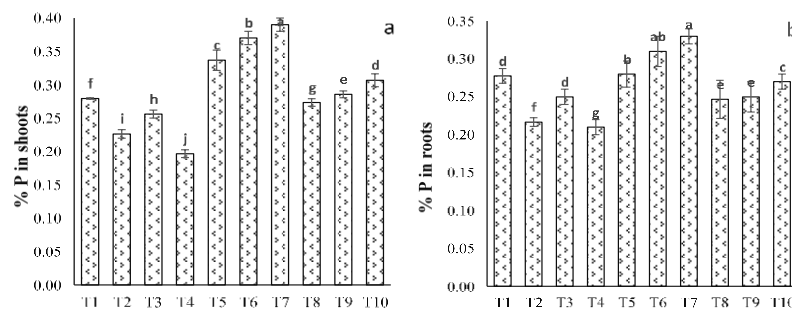 a
% P in shoots
0.40
0.35
0.30
0.25
0.20
0.15
0.10
0.05
0.00
f
i
h
j
c
b
a
g
e
d
T1 T2 T3 T4 T5 T6 T7 T8 T9 T10
b
% P in roots
0.35
0.30
0.25
0.20
0.15
0.10
0.05
0.00
d
f
d
g
b
ab
a
e
e
c
T1 T2 T3 T4 T5 T6 T7 T8 T9 T10